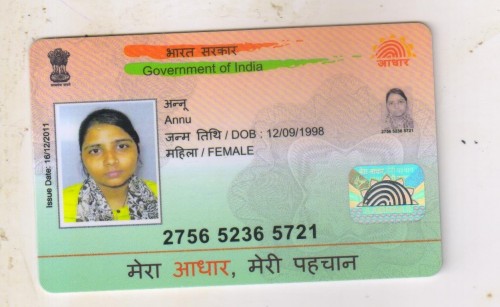 भारत सरकार
Government of India
आधार
अन्नू
Annu
जन्म तिथि / DOB : 12/09/1998
महिला / FEMALE
Issue Date: 16/12/2011
2756 5236 5721
2756 5236 5721
मेरा आधार, मेरी पहचान